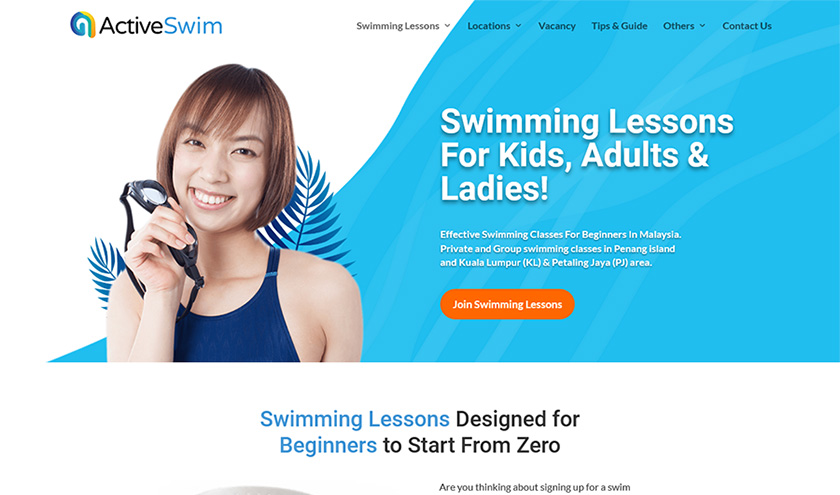 ActiveSwim
Swimming Lessons Locations Vacancy Tips & Guide Others Contact Us
Swimming Lessons
For Kids, Adults &
Ladies!
Effective Swimming Classes For Beginners In Malaysia.
Private and Group swimming classes in Penang Island
and Kuala Lumpur (KL) & Petaling Jaya (PJ) area.
Join Swimming Lessons
Swimming Lessons Designed for
Beginners to Start From Zero
Are you thinking about signing up for a swim